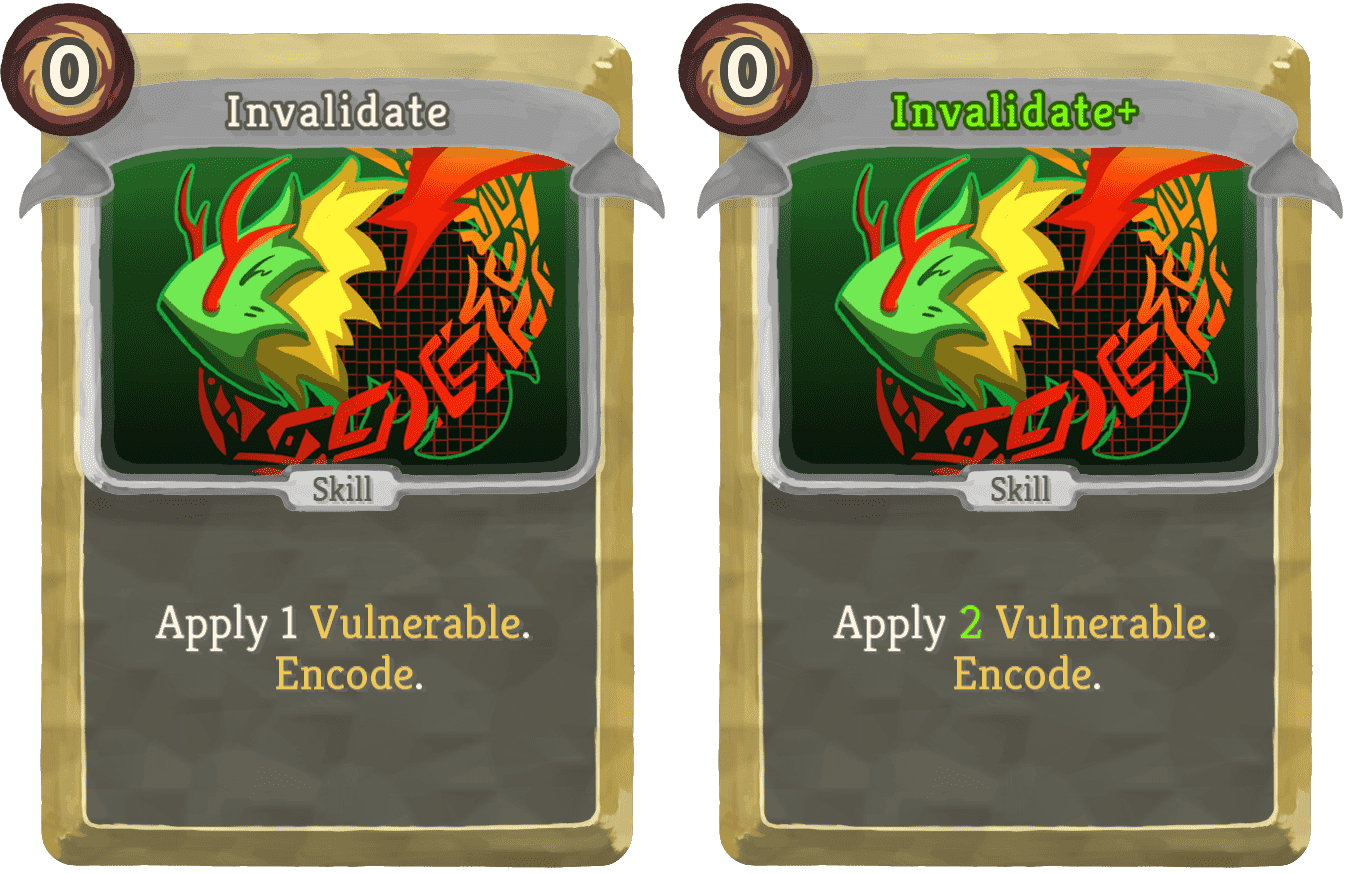 0
Invalidate
Skill
Apply 1 Vulnerable.
Encode.
0
Invalidate+
Skill
Apply 2 Vulnerable.
Encode.